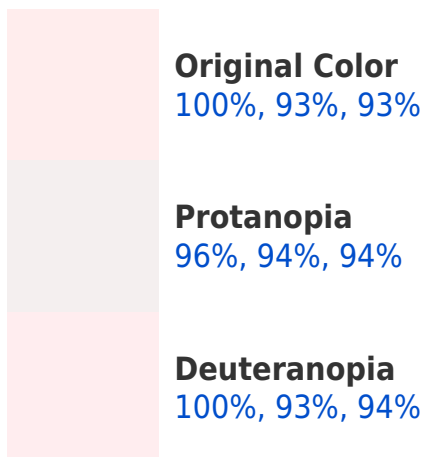 Original Color
100%, 93%, 93%
Protanopia
96%, 94%, 94%
Deuteranopia
100%, 93%, 94%